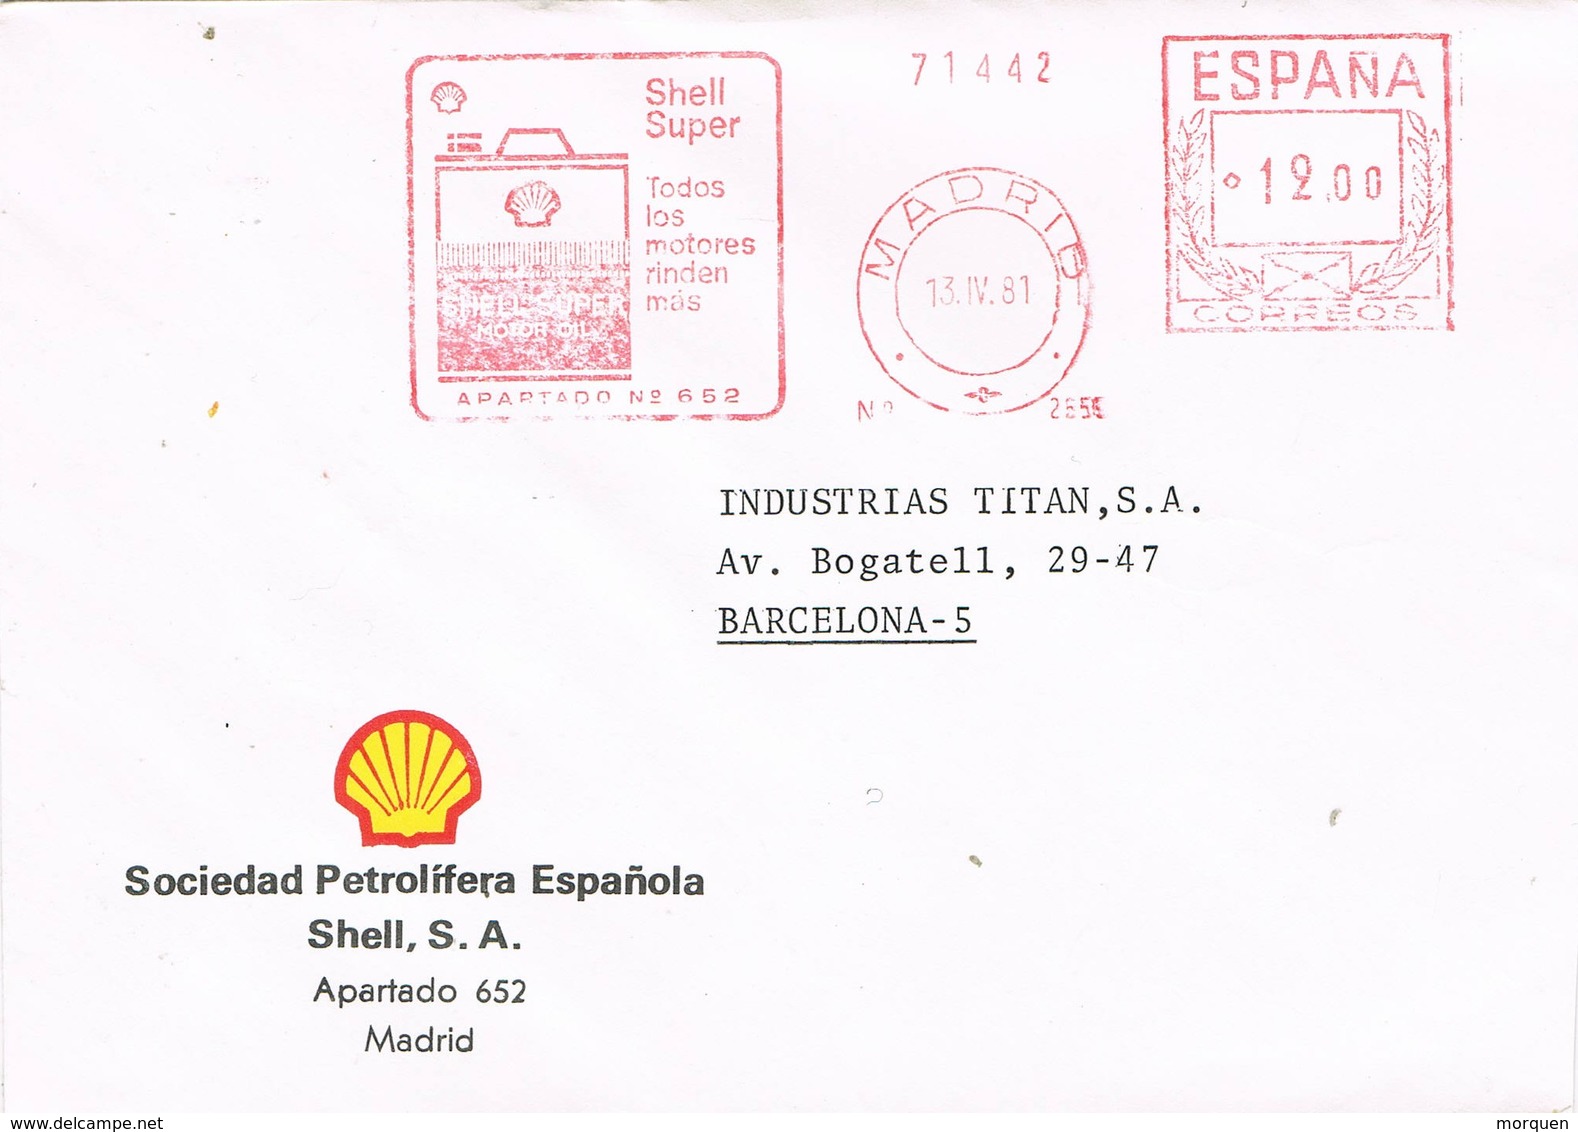 Shell
Super
Todos
los
motores
rinden
más
SHELL SUPER
MOTOR OIL
APARTADO Nº 652
71442
MADRID
13.IV.81
Nº
ESPAÑA
12.00
CORREOS
INDUSTRIAS TITAN,S.A.
Av. Bogatell, 29-47
BARCELONA-5
Sociedad Petrolífera Española
Shell, S. A.
Apartado 652
Madrid
www.delcampe.net
morquen